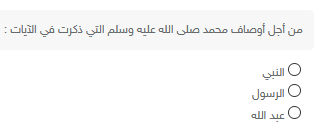 من أجل أوصاف محمد صلى الله عليه وسلم التي ذكرت في الآيات :
النبي
الرسول
عبد الله